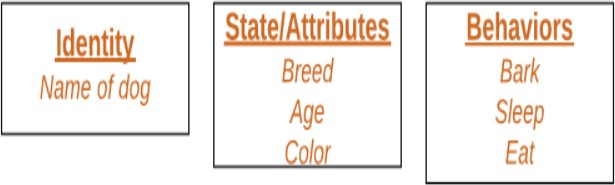 Identity
Name of dog
State/Attributes
Breed
Age
Color
Behaviors
Bark
Sleep
Eat